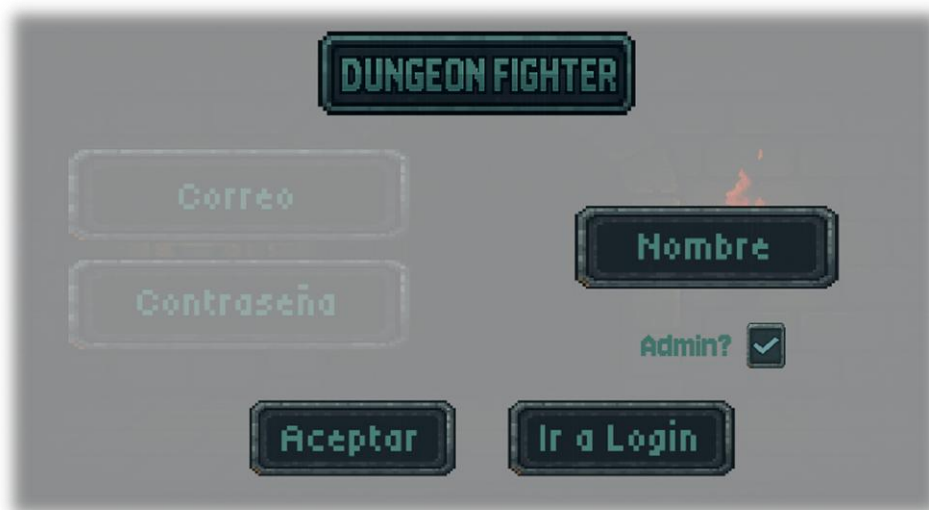 DUNGEON FIGHTER
Correo
Contraseña
Nombre
Admin?
Aceptar
Ir a Login